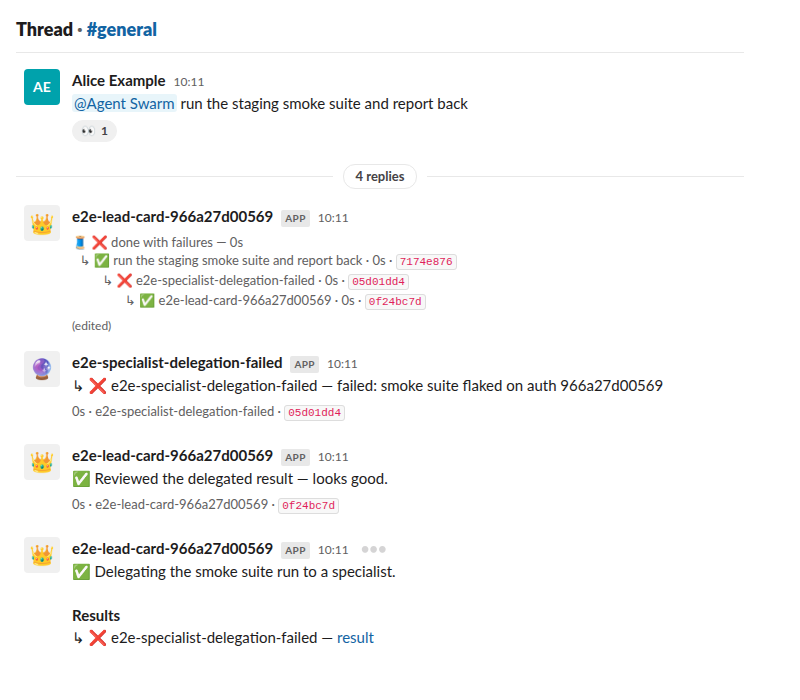 Thread • #general
AE
Alice Example 10:11
@Agent Swarm run the staging smoke suite and report back
👀 1
4 replies
e2e-lead-card-966a27d00569 APP 10:11
🧵 ❌ done with failures — 0s
↳ ✅ run the staging smoke suite and report back · 0s · 7174e876
↳ ❌ e2e-specialist-delegation-failed · 0s · 05d01dd4
↳ ✅ e2e-lead-card-966a27d00569 · 0s · 0f24bc7d
(edited)
e2e-specialist-delegation-failed APP 10:11
↳ ❌ e2e-specialist-delegation-failed — failed: smoke suite flaked on auth 966a27d00569
0s · e2e-specialist-delegation-failed · 05d01dd4
e2e-lead-card-966a27d00569 APP 10:11
✅ Reviewed the delegated result — looks good.
0s · e2e-lead-card-966a27d00569 · 0f24bc7d
e2e-lead-card-966a27d00569 APP 10:11
✅ Delegating the smoke suite run to a specialist.
Results
↳ ❌ e2e-specialist-delegation-failed — result